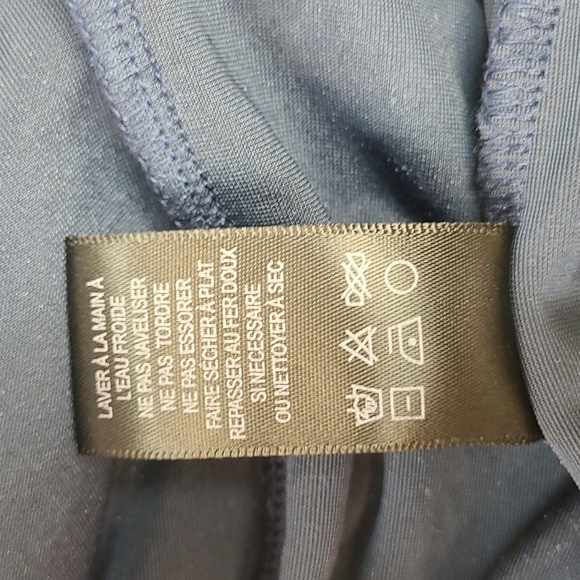 LAVER À LA MAIN À
L'EAU FROIDE
NE PAS JAVELISER
NE PAS TORDRE
NE PAS ESSORER
FAIRE SÉCHER À PLAT
REPASSER AU FER DOUX
SI NECESSAIRE
OU NETTOYER À SEC